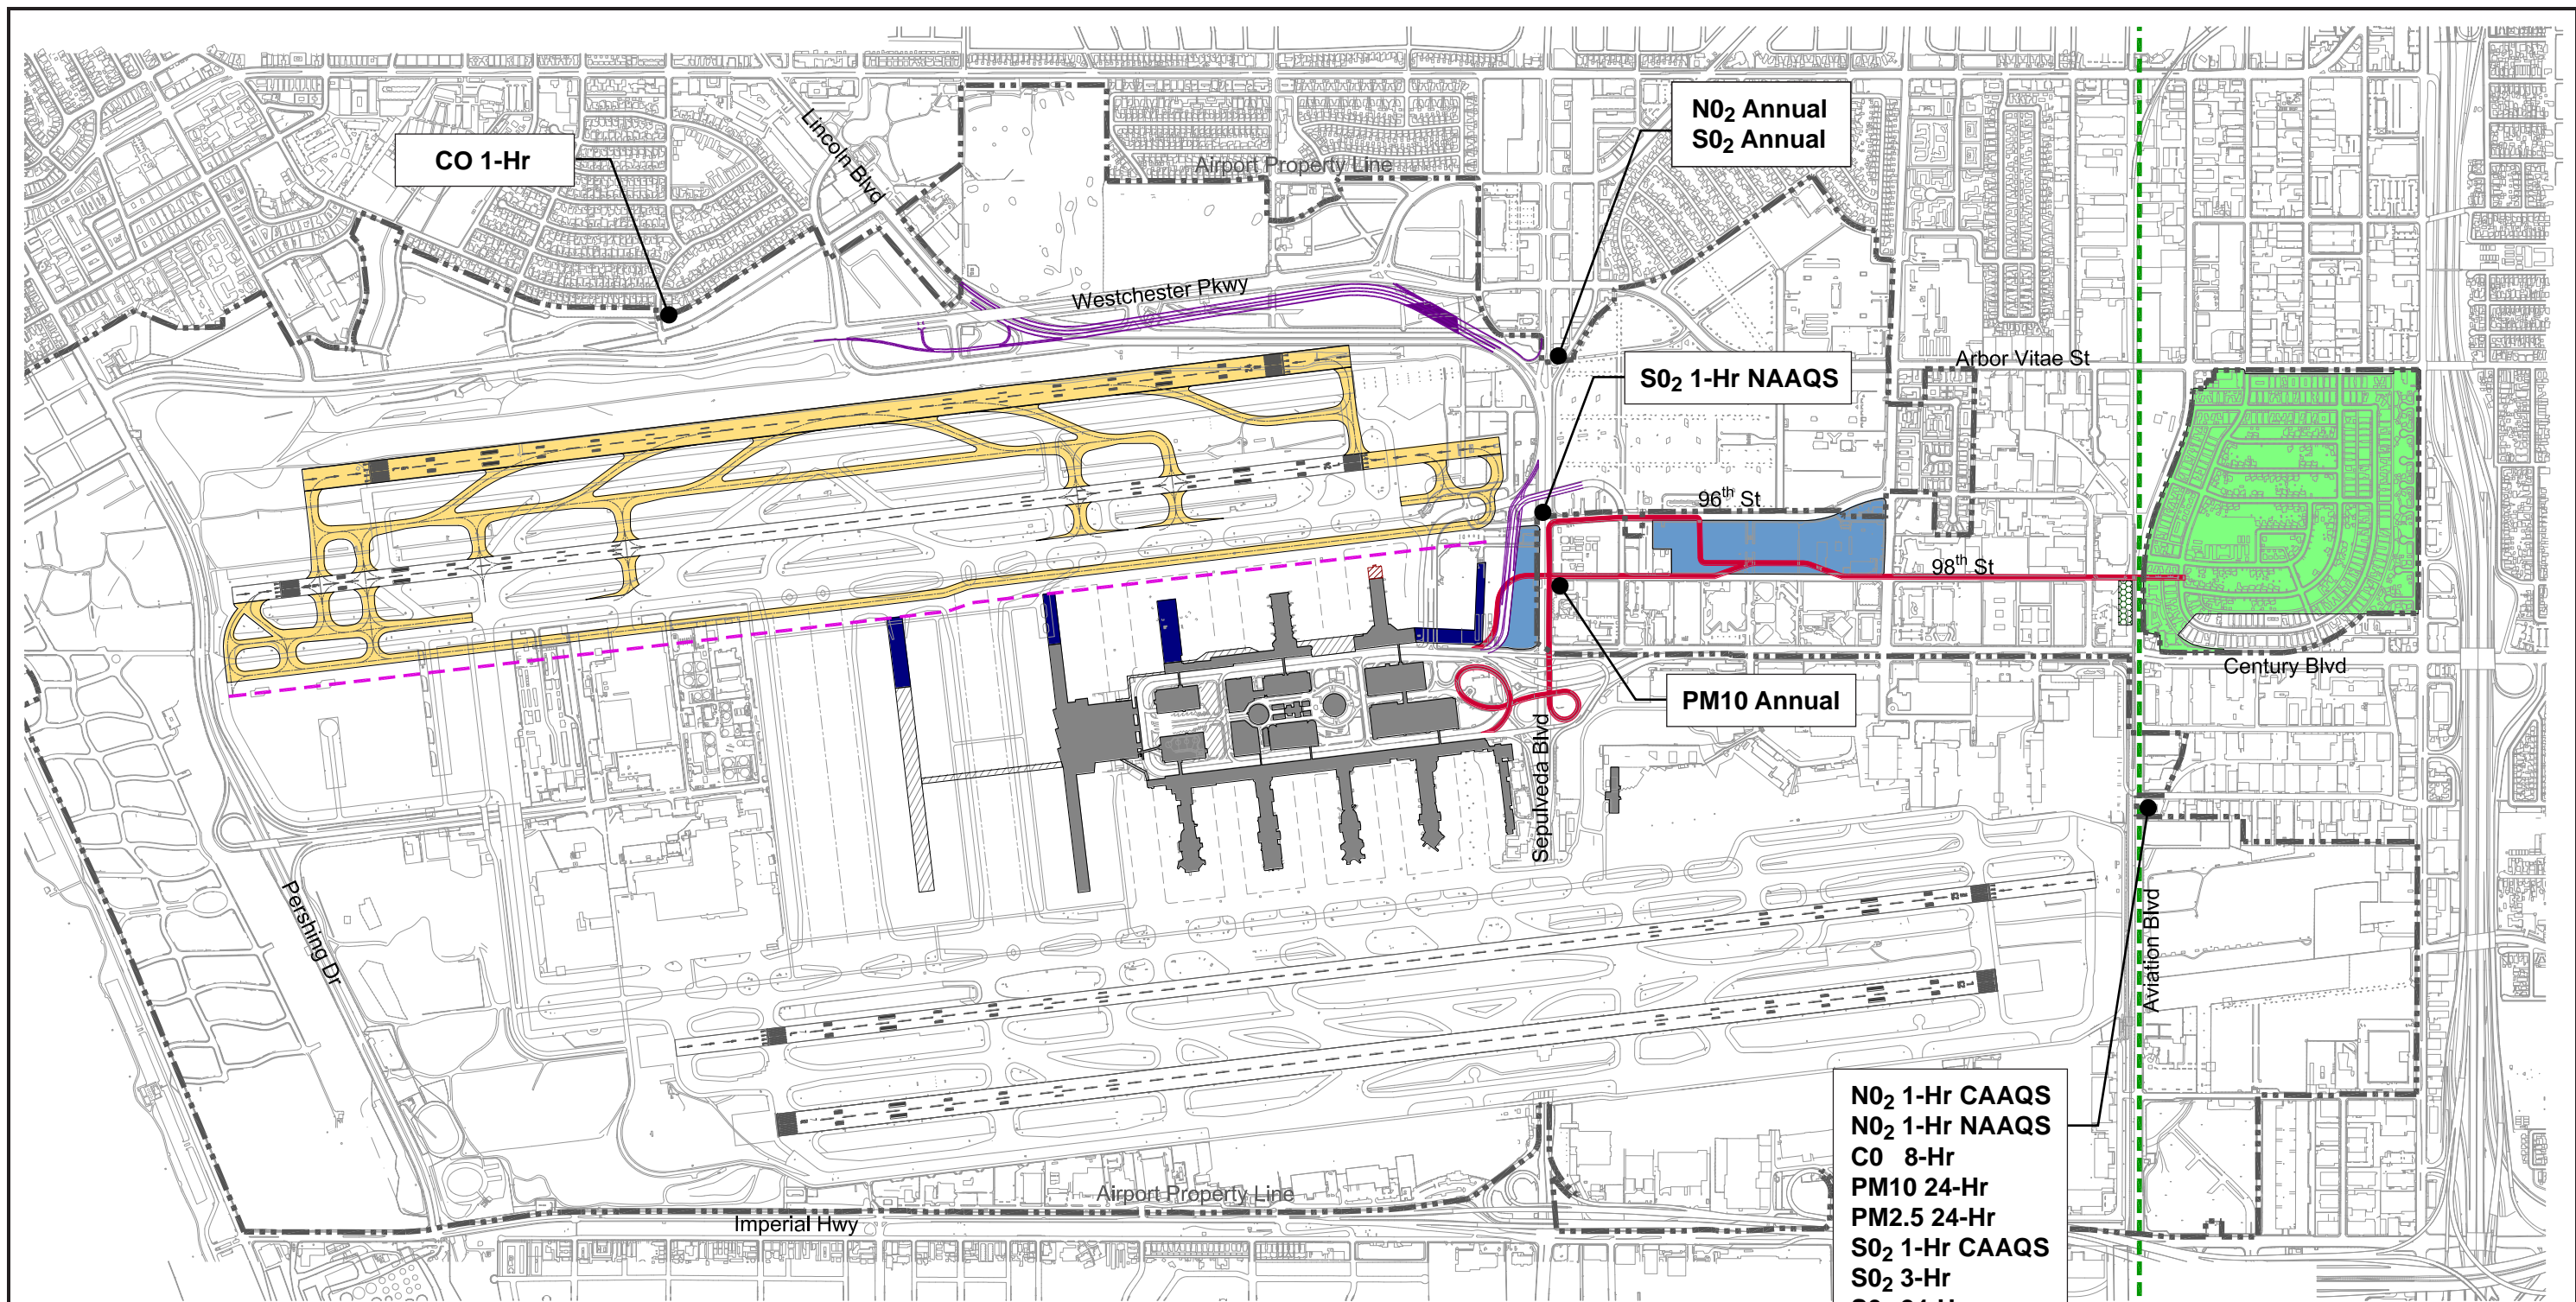 N0₂ Annual
S0₂ Annual
CO 1-Hr
Lincoln Blvd
Airport Property Line
Westchester Pkwy
Arbor Vitae St
S0₂ 1-Hr NAAQS
96th St
98th St
Century Blvd
PM10 Annual
Sepulveda Blvd
Pershing Dr
Aviation Blvd
N0₂ 1-Hr CAAQS
N0₂ 1-Hr NAAQS
C0 8-Hr
PM10 24-Hr
PM2.5 24-Hr
S0₂ 1-Hr CAAQS
S0₂ 3-Hr
Airport Property Line
Imperial Hwy